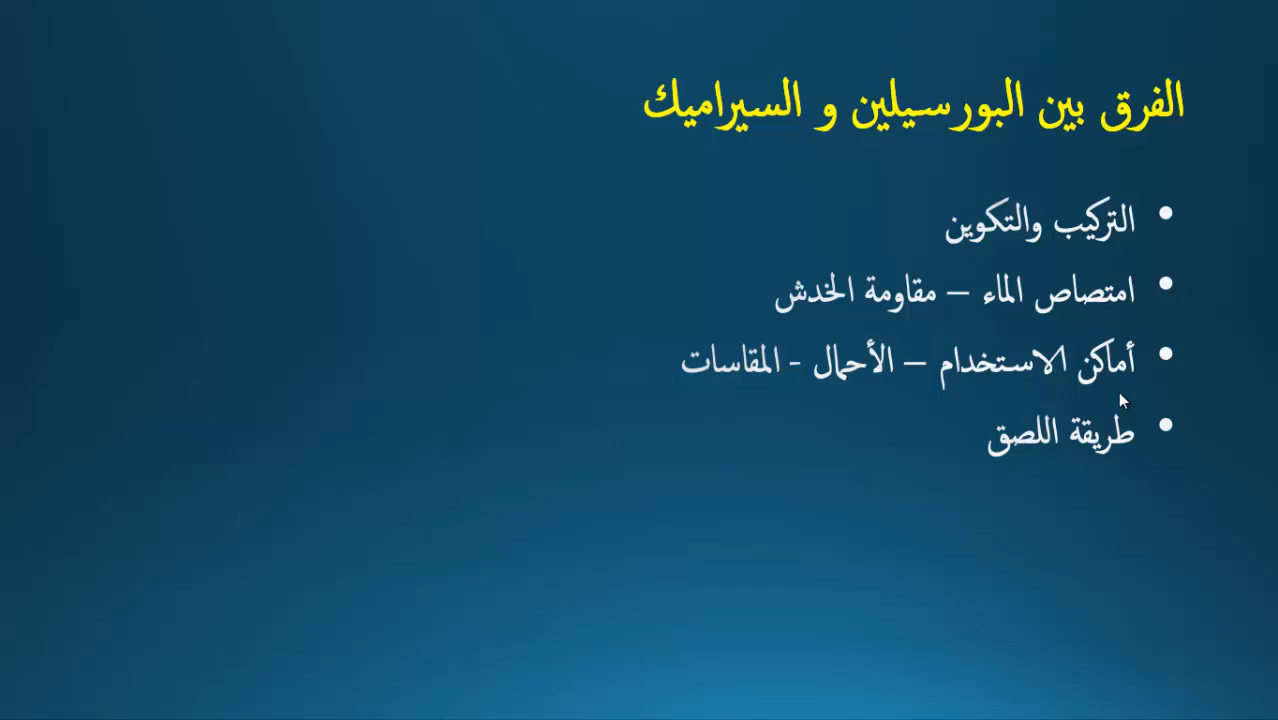 الفرق بين البورسيلين و السيراميك
• التركيب والتكوين
• امتصاص الماء – مقاومة الخدش
• أماكن الاستخدام – الأحمال - المقاسات
• طريقة اللصق